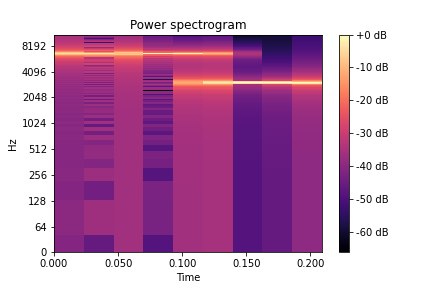 Power spectrogram
8192
4096
2048
1024
512
256
128
64
0
Hz
0.000 0.050 0.100 0.150 0.200
Time
+0 dB
-10 dB
-20 dB
-30 dB
-40 dB
-50 dB
-60 dB